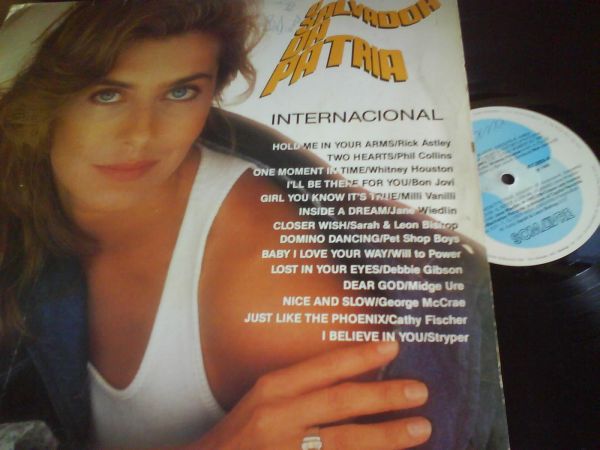 SALVADOR
DA
PATRIA
INTERNACIONAL
HOLD ME IN YOUR ARMS/Rick Astley
TWO HEARTS/Phil Collins
ONE MOMENT IN TIME/Whitney Houston
I'LL BE THERE FOR YOU/Bon Jovi
GIRL YOU KNOW IT'S TRUE/Milli Vanilli
INSIDE A DREAM/Jane Wiedlin
CLOSER WISH/Sarah & Leon Bishop
DOMINO DANCING/Pet Shop Boys
BABY I LOVE YOUR WAY/Will to Power
LOST IN YOUR EYES/Debbie Gibson
DEAR GOD/Midge Ure
NICE AND SLOW/George McCrae
JUST LIKE THE PHOENIX/Cathy Fischer
I BELIEVE IN YOU/Stryper